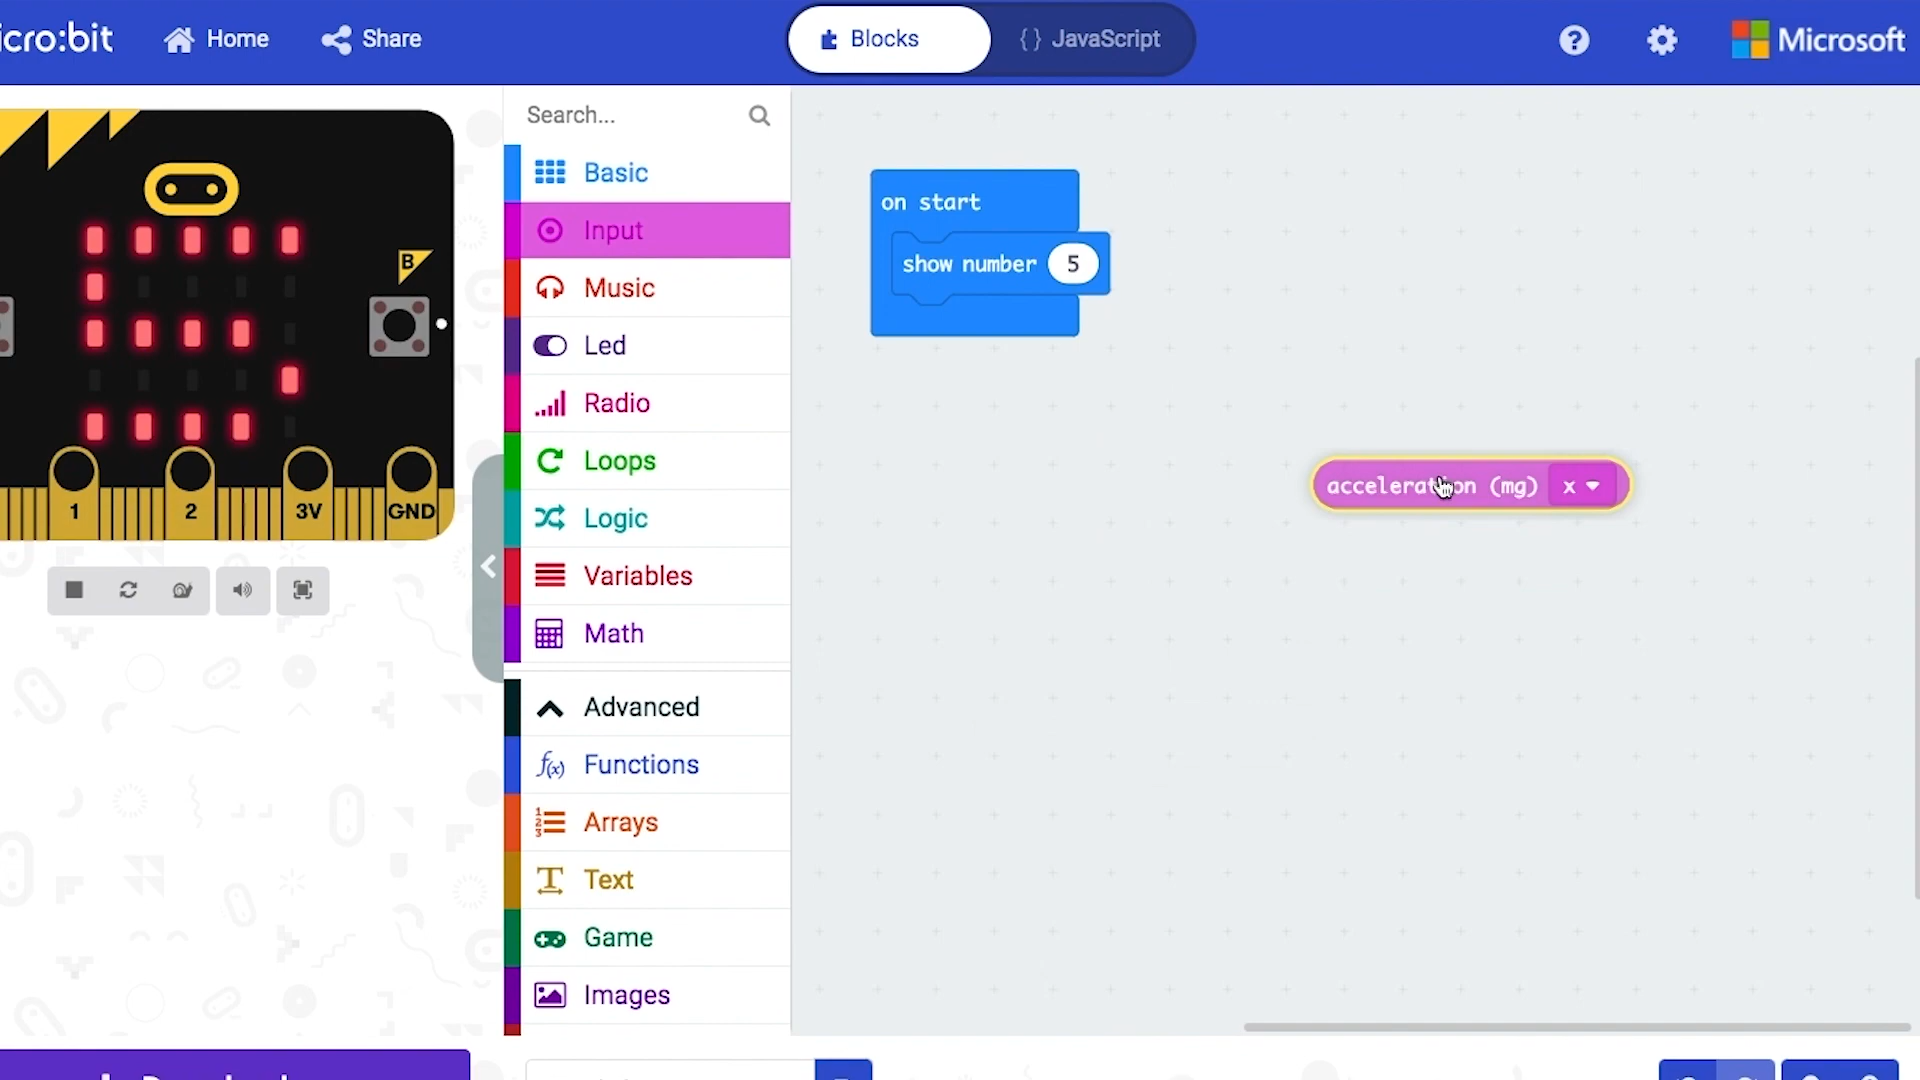 icro:bit
Home
Share
Blocks
{} JavaScript
?
Microsoft
Search...
Basic
Input
Music
Led
Radio
Loops
Logic
Variables
Math
Advanced
f(x) Functions
Arrays
Text
Game
Images
on start
show number 5
acceleration (mg) x
B
1
2
3V
GND